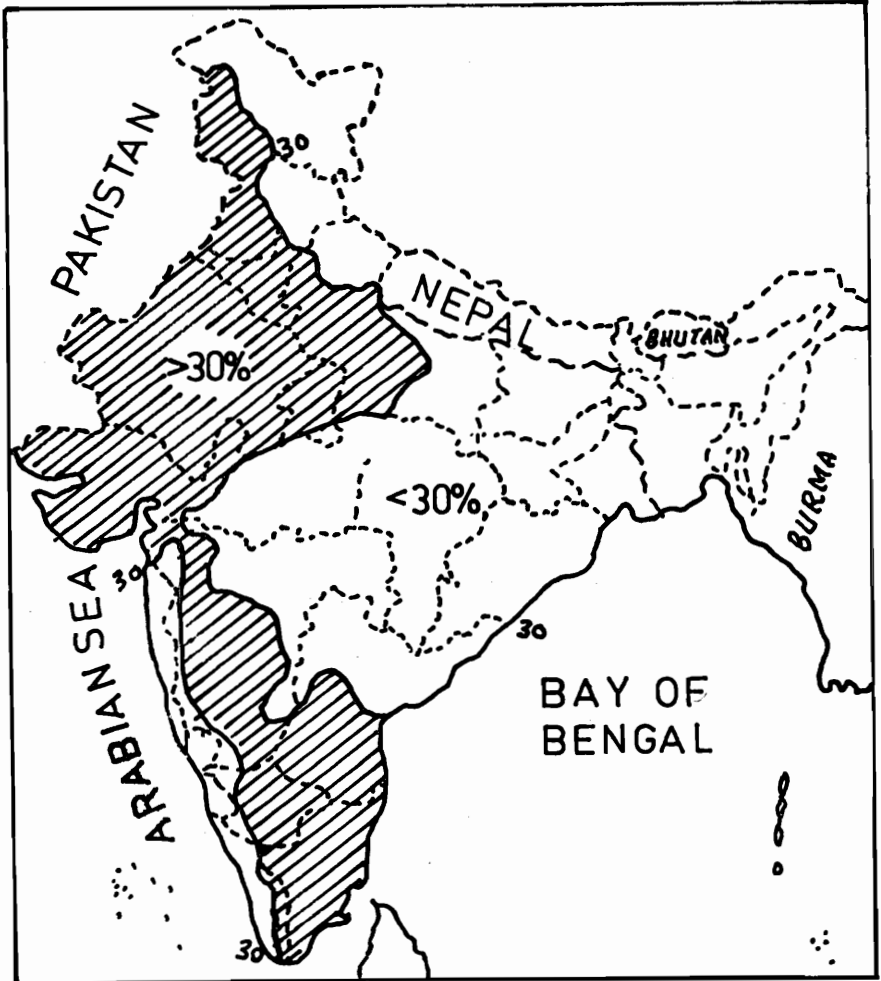 30
PAKISTAN
NEPAL
BHUTAN
>30%
<30%
BURMA
30
ARABIAN SEA
30
BAY OF
BENGAL
30